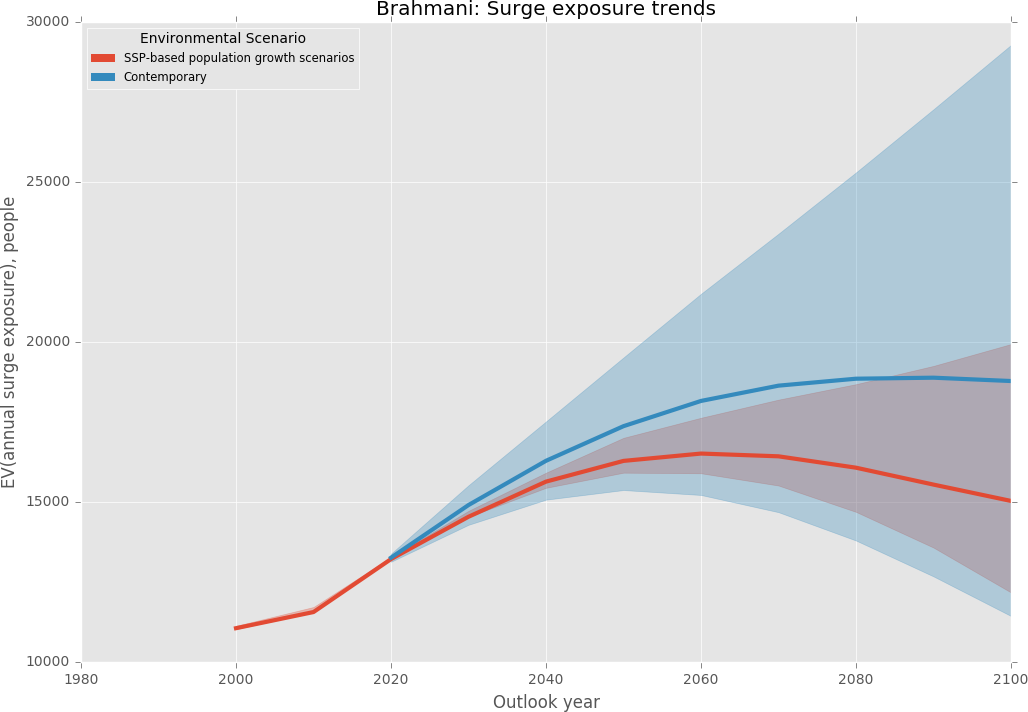 Brahmani: Surge exposure trends
Environmental Scenario
SSP-based population growth scenarios
Contemporary
30000
25000
20000
15000
10000
EV(annual surge exposure), people
1980
2000
2020
2040
2060
2080
2100
Outlook year